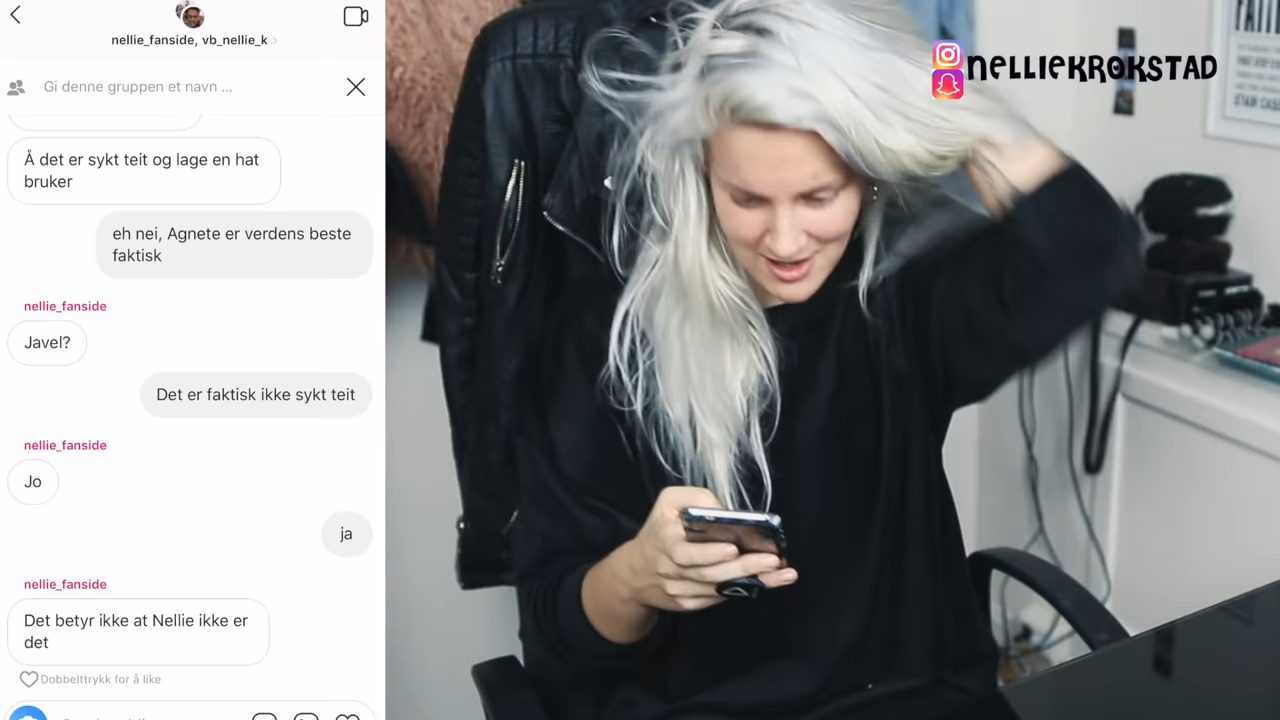 nellie_fanside, vb_nellie_k
Gi denne gruppen et navn ...
Å det er sykt teit og lage en hat
bruker
eh nei, Agnete er verdens beste
faktisk
nellie_fanside
Javel?
Det er faktisk ikke sykt teit
nellie_fanside
Jo
ja
nellie_fanside
Det betyr ikke at Nellie ikke er
det
Dobbelttrykk for å like
NELLIEKROKSTAD